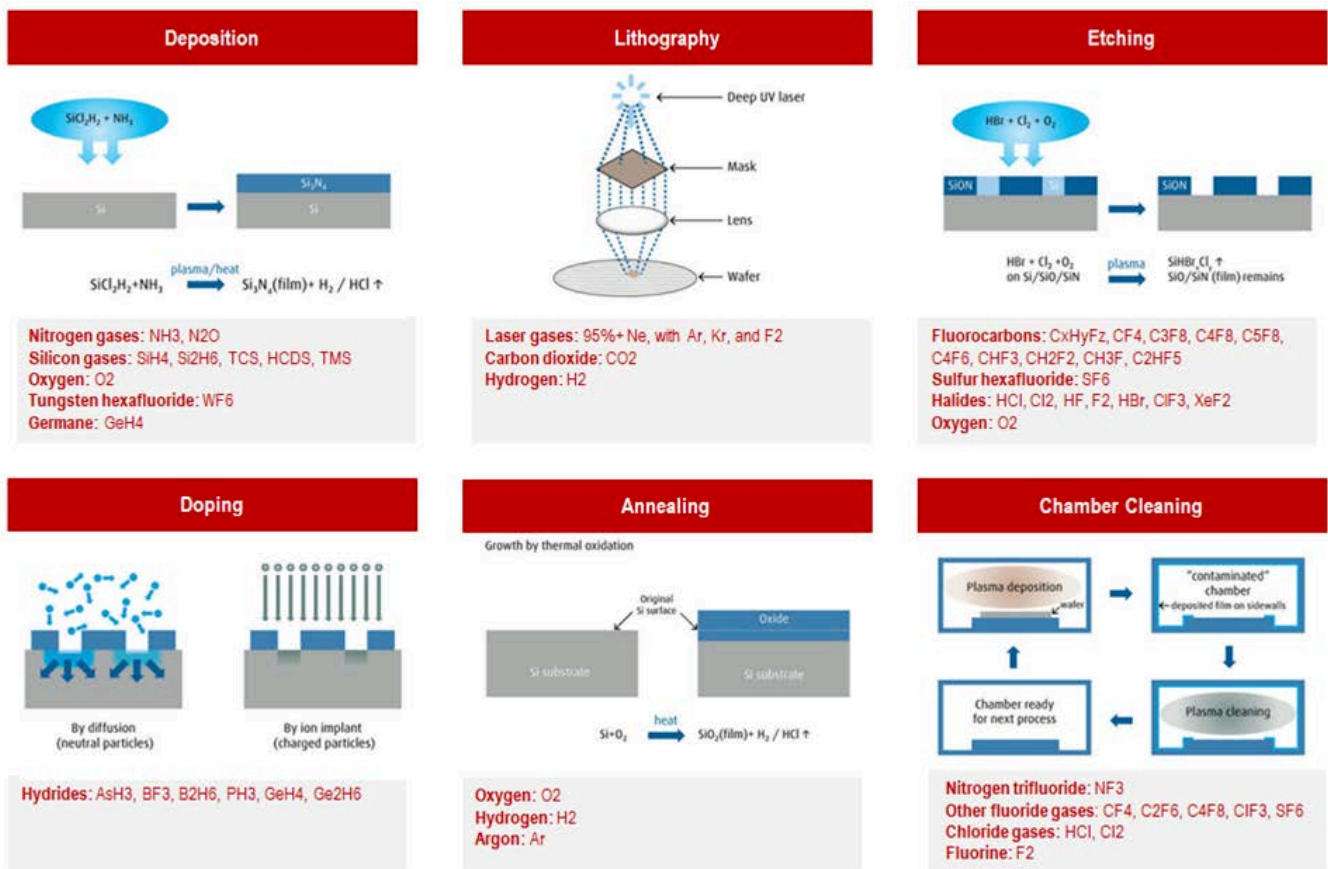 Deposition
SiCl₂H₂ + NH₃
Si
Si₃N₄
Si
plasma/heat
SiCl₂H₂+NH₃
Si₃N₄(film)+ H₂ / HCl ↑
Nitrogen gases: NH3, N2O
Silicon gases: SiH4, Si2H6, TCS, HCDS, TMS
Oxygen: O2
Tungsten hexafluoride: WF6
Germane: GeH4
Lithography
Deep UV laser
Mask
Lens
Wafer
Laser gases: 95%+ Ne, with Ar, Kr, and F2
Carbon dioxide: CO2
Hydrogen: H2
Etching
HBr + Cl₂ + O₂
SiON
Si
SiON
HBr + Cl₂ +O₂
on Si/SiO/SiN
plasma
SiHBrₓClᵧ ↑
SiO/SiN (film) remains
Fluorocarbons: CxHyFz, CF4, C3F8, C4F8, C5F8,
C4F6, CHF3, CH2F2, CH3F, C2HF5
Sulfur hexafluoride: SF6
Halides: HCl, Cl2, HF, F2, HBr, ClF3, XeF2
Oxygen: O2
Doping
By diffusion
(neutral particles)
By ion implant
(charged particles)
Hydrides: AsH3, BF3, B2H6, PH3, GeH4, Ge2H6
Annealing
Growth by thermal oxidation
Original
Si surface
Si substrate
Oxide
Si substrate
Si+O₂
heat
SiO₂(film)+ H₂ / HCl ↑
Oxygen: O2
Hydrogen: H2
Argon: Ar
Chamber Cleaning
Plasma deposition
wafer
"contaminated"
chamber
deposited film on sidewalls
Chamber ready
for next process
Plasma cleaning
Nitrogen trifluoride: NF3
Other fluoride gases: CF4, C2F6, C4F8, ClF3, SF6
Chloride gases: HCl, Cl2
Fluorine: F2